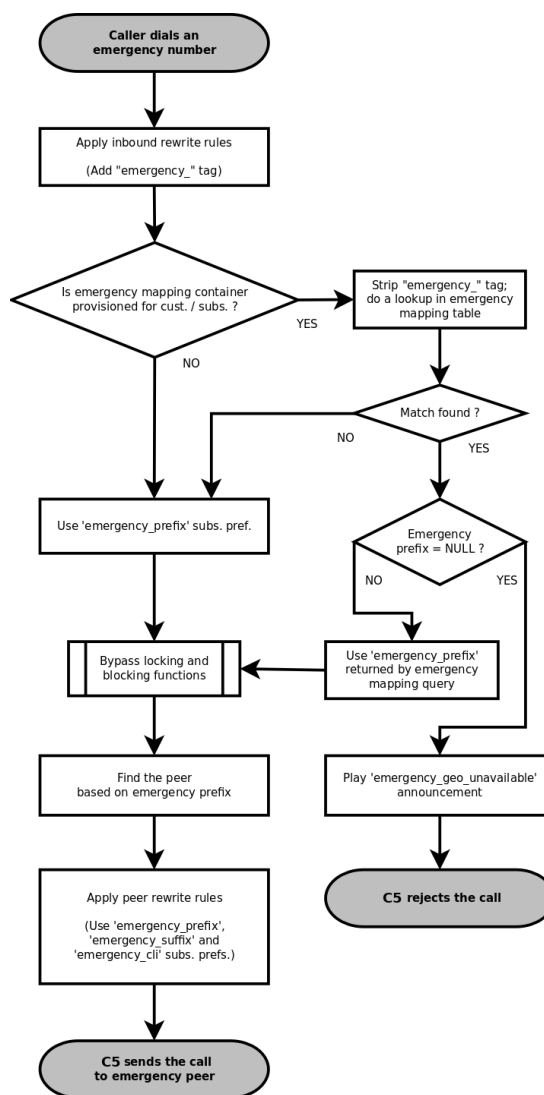 Caller dials an
emergency number
Apply inbound rewrite rules
(Add "emergency_" tag)
Is emergency mapping container
provisioned for cust. / subs. ?
YES
NO
Strip "emergency_" tag;
do a lookup in emergency
mapping table
Match found ?
NO
YES
Use 'emergency_prefix' subs. pref.
Emergency
prefix = NULL ?
NO
YES
Bypass locking and
blocking functions
Use 'emergency_prefix'
returned by emergency
mapping query
Find the peer
based on emergency prefix
Play 'emergency_geo_unavailable'
announcement
Apply peer rewrite rules
(Use 'emergency_prefix',
'emergency_suffix' and
'emergency_cli' subs. prefs.)
C5 rejects the call
C5 sends the call
to emergency peer